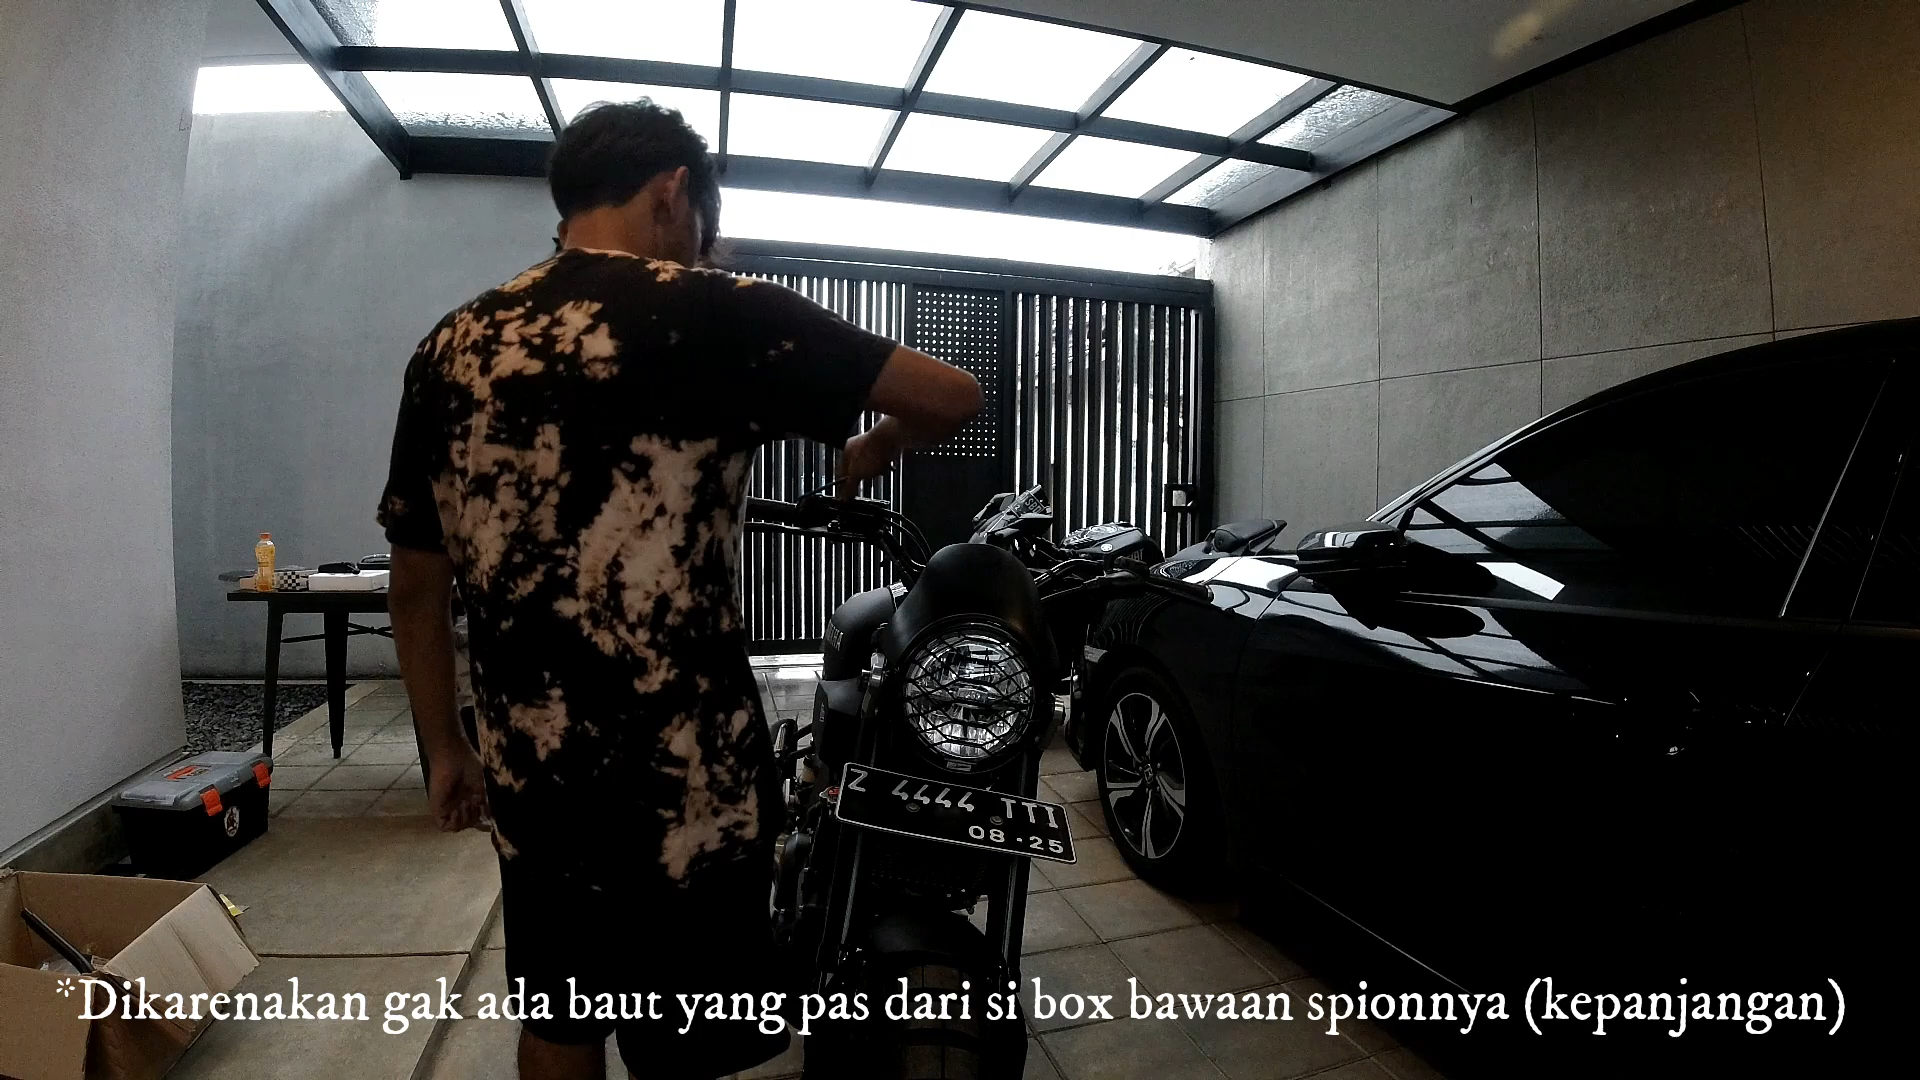 Z 4444 TTI
08·25
*Dikarenakan gak ada baut yang pas dari si box bawaan spionnya (kepanjangan)